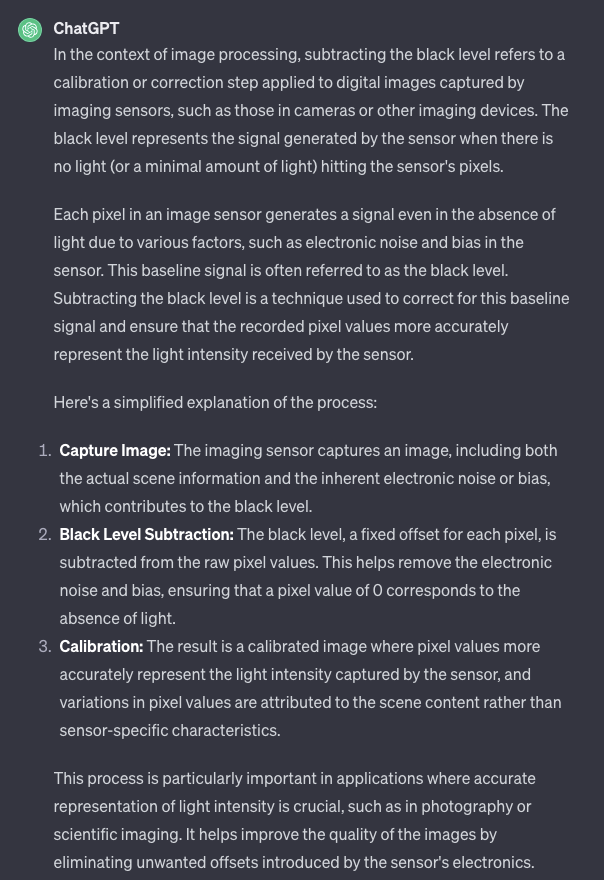 ChatGPT
In the context of image processing, subtracting the black level refers to a
calibration or correction step applied to digital images captured by
imaging sensors, such as those in cameras or other imaging devices. The
black level represents the signal generated by the sensor when there is
no light (or a minimal amount of light) hitting the sensor's pixels.
Each pixel in an image sensor generates a signal even in the absence of
light due to various factors, such as electronic noise and bias in the
sensor. This baseline signal is often referred to as the black level.
Subtracting the black level is a technique used to correct for this baseline
signal and ensure that the recorded pixel values more accurately
represent the light intensity received by the sensor.
Here's a simplified explanation of the process:
1. Capture Image: The imaging sensor captures an image, including both
the actual scene information and the inherent electronic noise or bias,
which contributes to the black level.
2. Black Level Subtraction: The black level, a fixed offset for each pixel, is
subtracted from the raw pixel values. This helps remove the electronic
noise and bias, ensuring that a pixel value of 0 corresponds to the
absence of light.
3. Calibration: The result is a calibrated image where pixel values more
accurately represent the light intensity captured by the sensor, and
variations in pixel values are attributed to the scene content rather than
sensor-specific characteristics.
This process is particularly important in applications where accurate
representation of light intensity is crucial, such as in photography or
scientific imaging. It helps improve the quality of the images by
eliminating unwanted offsets introduced by the sensor's electronics.